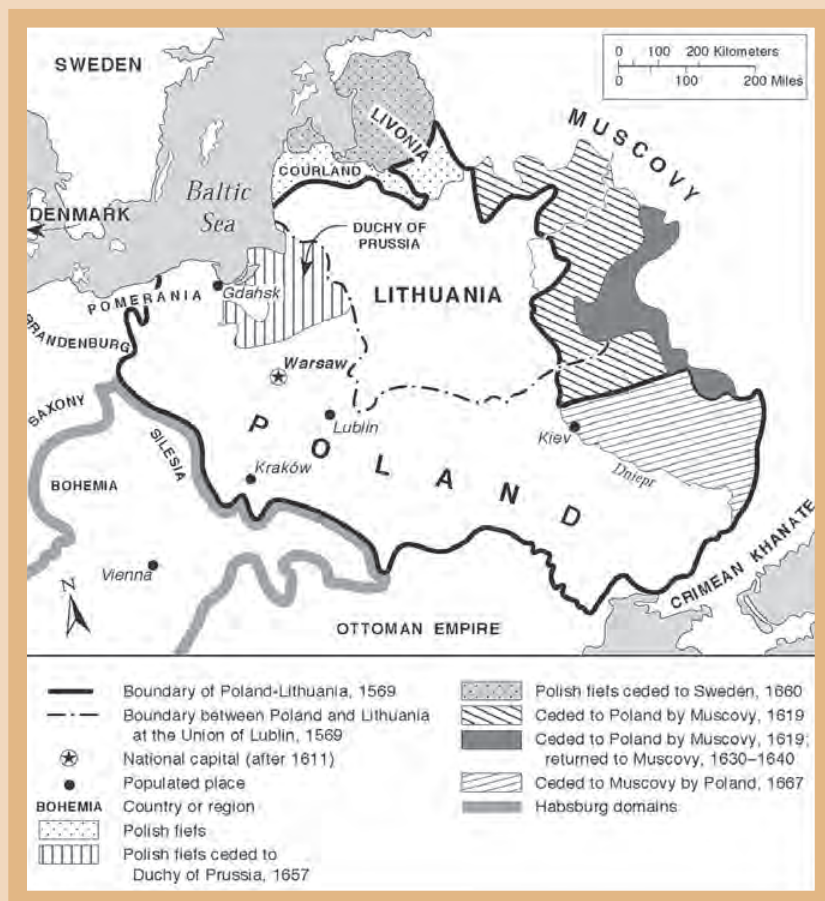 SWEDEN
0 100 200 Kilometers
0 100 200 Miles
MUSCOVY
LIVONIA
COURLAND
Baltic
Sea
DENMARK
DUCHY OF
PRUSSIA
LITHUANIA
POMERANIA
Gdańsk
BRANDENBURG
Warsaw
SAXONY
SILESIA
Lublin
POLAND
Kiev
Dniepr
Kraków
BOHEMIA
Vienna
CRIMEAN KHANATE
N
OTTOMAN EMPIRE
Boundary of Poland-Lithuania, 1569
Boundary between Poland and Lithuania
at the Union of Lublin, 1569
National capital (after 1611)
Populated place
BOHEMIA Country or region
Polish fiefs
Polish fiefs ceded to
Duchy of Prussia, 1657
Polish fiefs ceded to Sweden, 1660
Ceded to Poland by Muscovy, 1619
Ceded to Poland by Muscovy, 1619;
returned to Muscovy, 1630–1640
Ceded to Muscovy by Poland, 1667
Habsburg domains